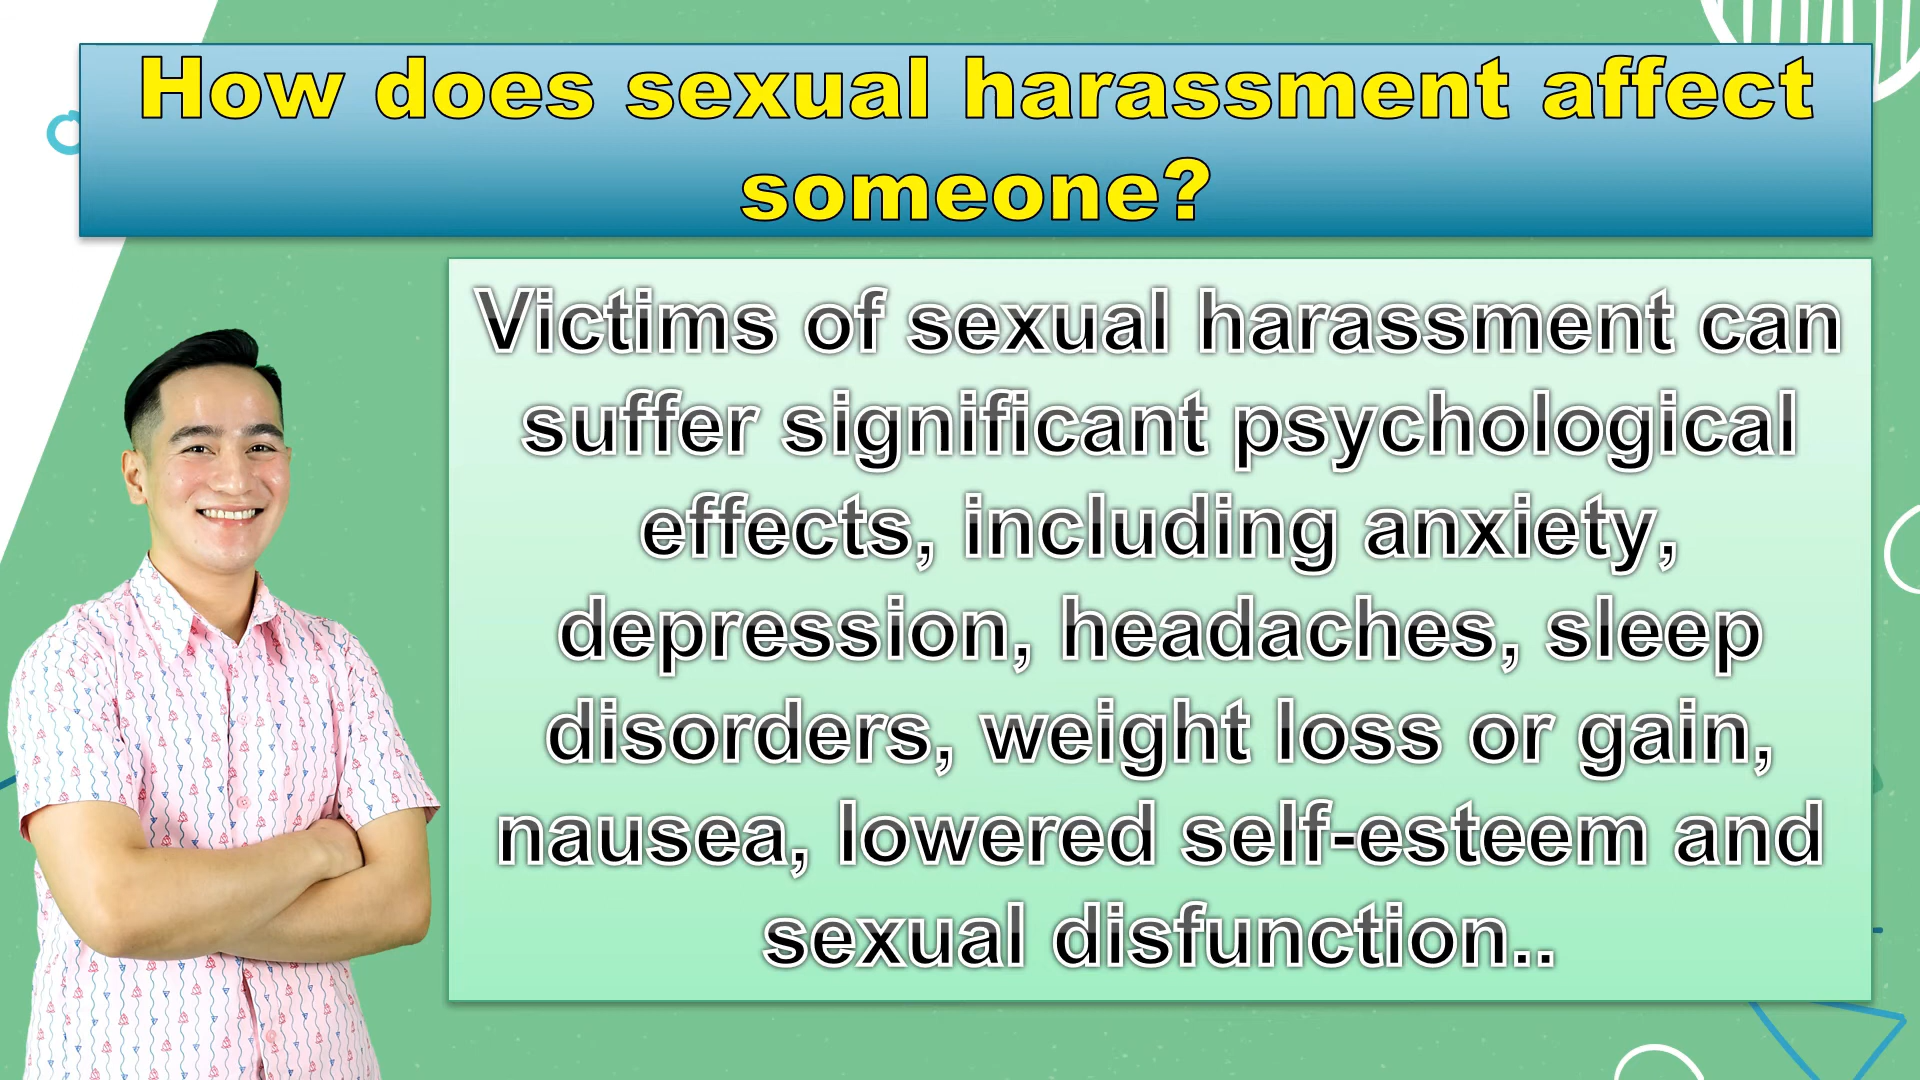 How does sexual harassment affect
someone?
Victims of sexual harassment can
suffer significant psychological
effects, including anxiety,
depression, headaches, sleep
disorders, weight loss or gain,
nausea, lowered self-esteem and
sexual disfunction..